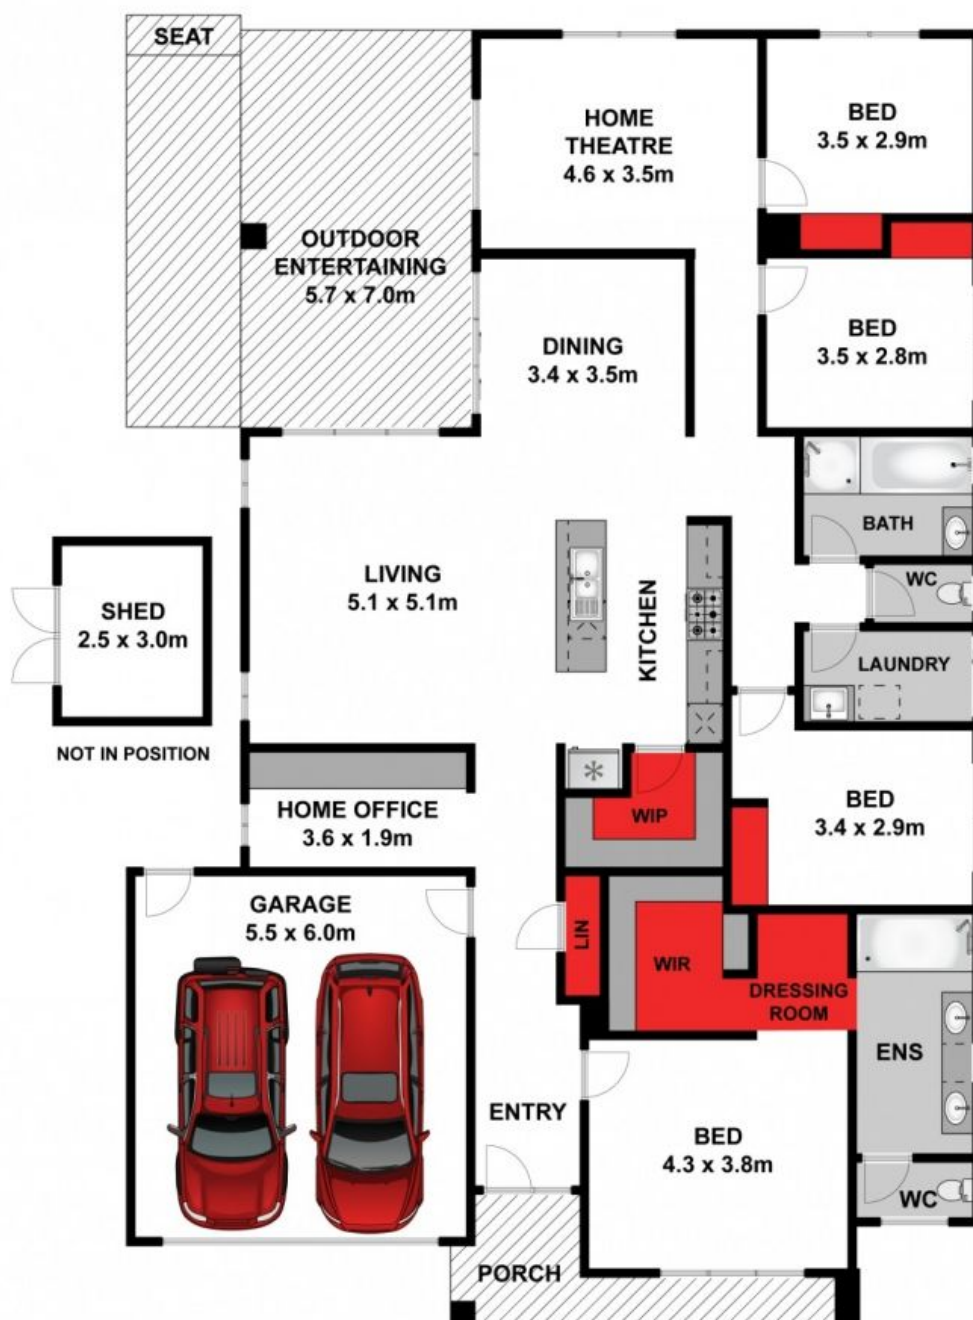 SEAT
HOME
THEATRE
4.6 x 3.5m
BED
3.5 x 2.9m
OUTDOOR
ENTERTAINING
5.7 x 7.0m
DINING
3.4 x 3.5m
BED
3.5 x 2.8m
BATH
WC
LAUNDRY
LIVING
5.1 x 5.1m
KITCHEN
SHED
2.5 x 3.0m
NOT IN POSITION
HOME OFFICE
3.6 x 1.9m
WIP
BED
3.4 x 2.9m
GARAGE
5.5 x 6.0m
LIN
WIR
DRESSING
ROOM
ENS
ENTRY
BED
4.3 x 3.8m
WC
PORCH